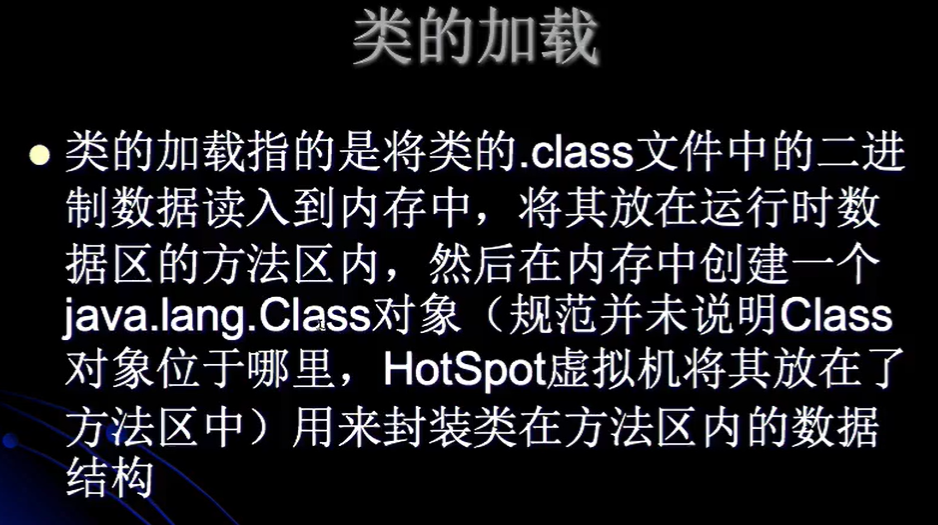 类的加载
类的加载指的是将类的.class文件中的二进
制数据读入到内存中，将其放在运行时数
据区的方法区内，然后在内存中创建一个
java.lang.Class对象（规范并未说明Class
对象位于哪里，HotSpot虚拟机将其放在了
方法区中）用来封装类在方法区内的数据
结构